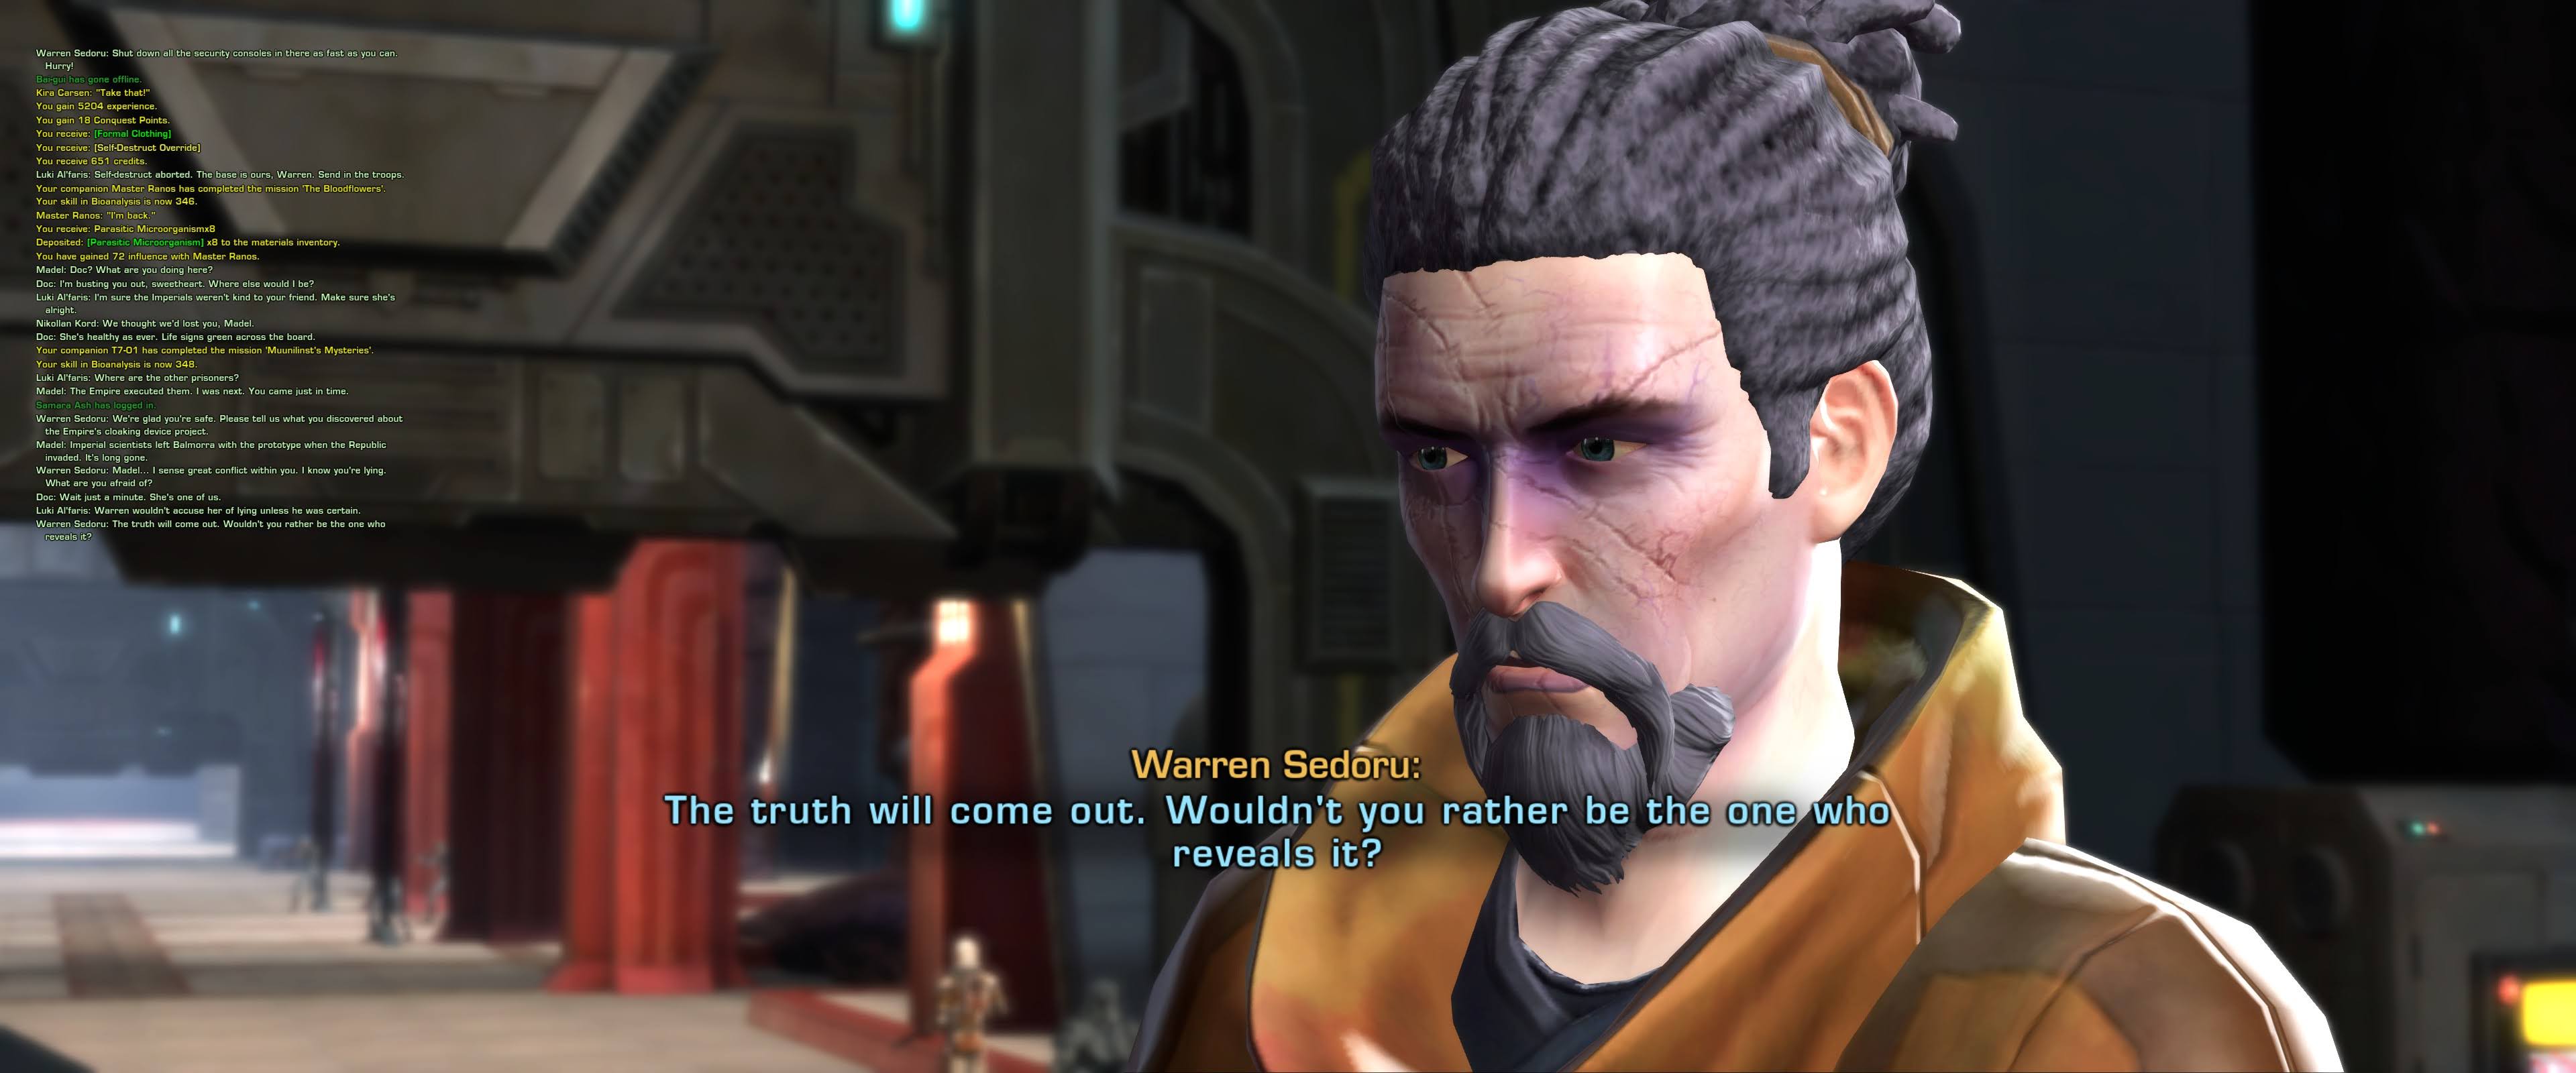 Warren Sedoru: Shut down all the security consoles in there as fast as you can.
Hurry!
Bai-gui has gone offline.
Kira Carsen: "Take that!"
You gain 5204 experience.
You gain 18 Conquest Points.
You receive: [Formal Clothing]
You receive: [Self-Destruct Override]
You receive 651 credits.
Luki Al'faris: Self-destruct aborted. The base is ours, Warren. Send in the troops.
Your companion Master Ranos has completed the mission 'The Bloodflowers'.
Your skill in Bioanalysis is now 346.
Master Ranos: "I'm back."
You receive: Parasitic Microorganismx8
Deposited: [Parasitic Microorganism] x8 to the materials inventory.
You have gained 72 influence with Master Ranos.
Madel: Doc? What are you doing here?
Doc: I'm busting you out, sweetheart. Where else would I be?
Luki Al'faris: I'm sure the Imperials weren't kind to your friend. Make sure she's
alright.
Nikollan Kord: We thought we'd lost you, Madel.
Doc: She's healthy as ever. Life signs green across the board.
Your companion T7-01 has completed the mission 'Muunilinst's Mysteries'.
Your skill in Bioanalysis is now 348.
Luki Al'faris: Where are the other prisoners?
Madel: The Empire executed them. I was next. You came just in time.
Samara Ash has logged in.
Warren Sedoru: We're glad you're safe. Please tell us what you discovered about
the Empire's cloaking device project.
Madel: Imperial scientists left Balmorra with the prototype when the Republic
invaded. It's long gone.
Warren Sedoru: Madel... I sense great conflict within you. I know you're lying.
What are you afraid of?
Doc: Wait just a minute. She's one of us.
Luki Al'faris: Warren wouldn't accuse her of lying unless he was certain.
Warren Sedoru: The truth will come out. Wouldn't you rather be the one who
reveals it?
Warren Sedoru:
The truth will come out. Wouldn't you rather be the one who
reveals it?